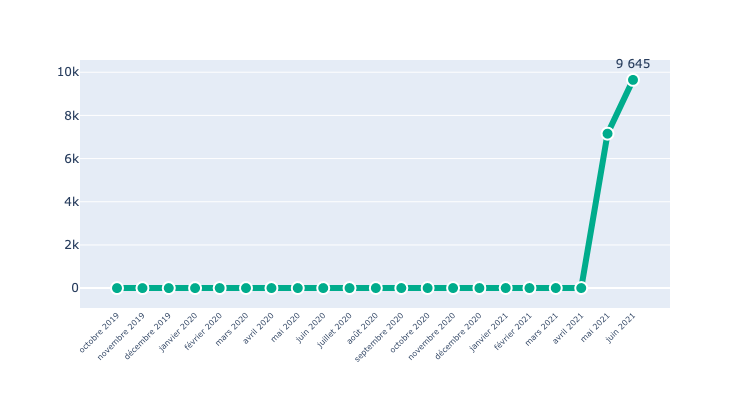 9 645
10k
8k
6k
4k
2k
0
octobre 2019
novembre 2019
décembre 2019
janvier 2020
février 2020
mars 2020
avril 2020
mai 2020
juin 2020
juillet 2020
août 2020
septembre 2020
octobre 2020
novembre 2020
décembre 2020
janvier 2021
février 2021
mars 2021
avril 2021
mai 2021
juin 2021